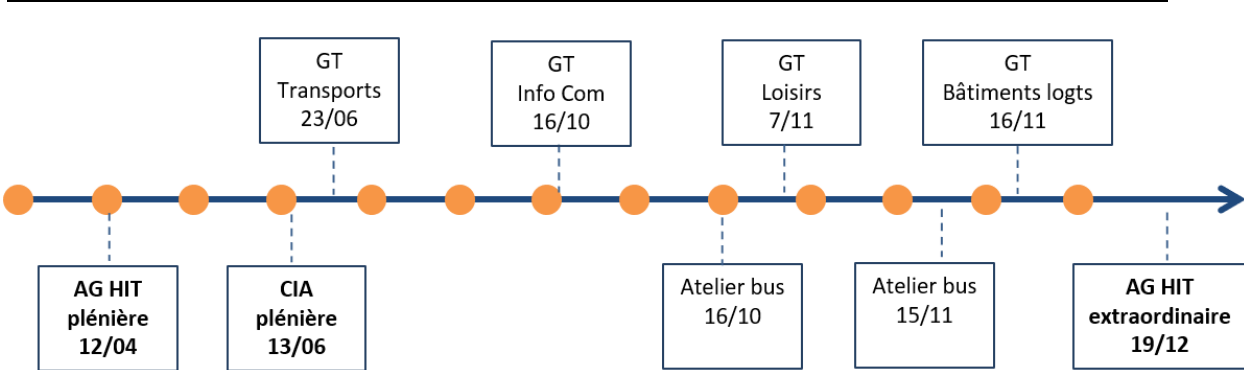 GT
Transports
23/06
GT
Info Com
16/10
GT
Loisirs
7/11
GT
Bâtiments logts
16/11
AG HIT
plénière
12/04
CIA
plénière
13/06
Atelier bus
16/10
Atelier bus
15/11
AG HIT
extraordinaire
19/12